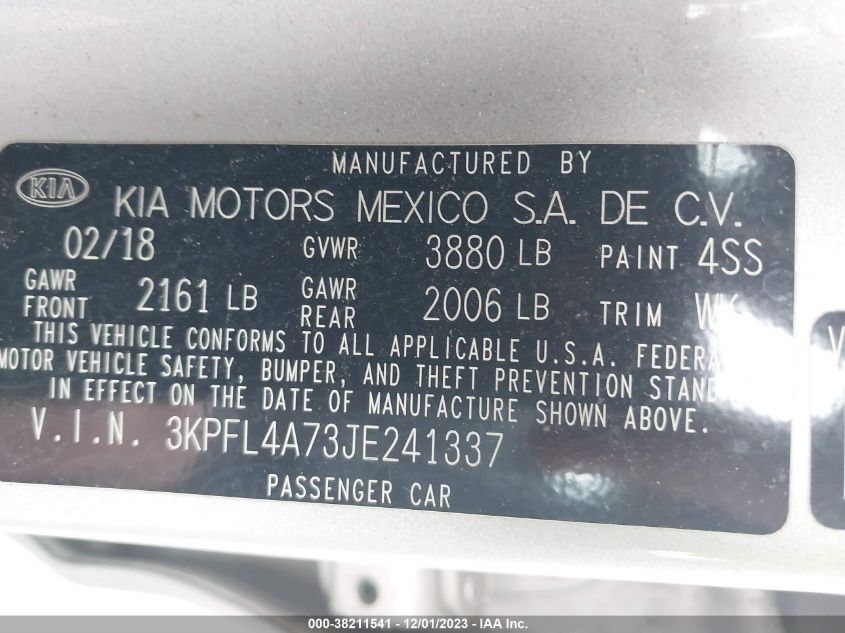 MANUFACTURED BY
KIA KIA MOTORS MEXICO S.A. DE C.V.
02/18 GVWR 3880 LB PAINT 4SS
GAWR FRONT 2161 LB GAWR REAR 2006 LB TRIM
THIS VEHICLE CONFORMS TO ALL APPLICABLE U.S.A.
MOTOR VEHICLE SAFETY, BUMPER, AND THEFT PREVENTION
IN EFFECT ON THE DATE OF MANUFACTURE SHOWN ABOVE.
V.I.N. 3KPFL4A73JE241337
PASSENGER CAR
000-38211541 - 12/01/2023 - IAA Inc.